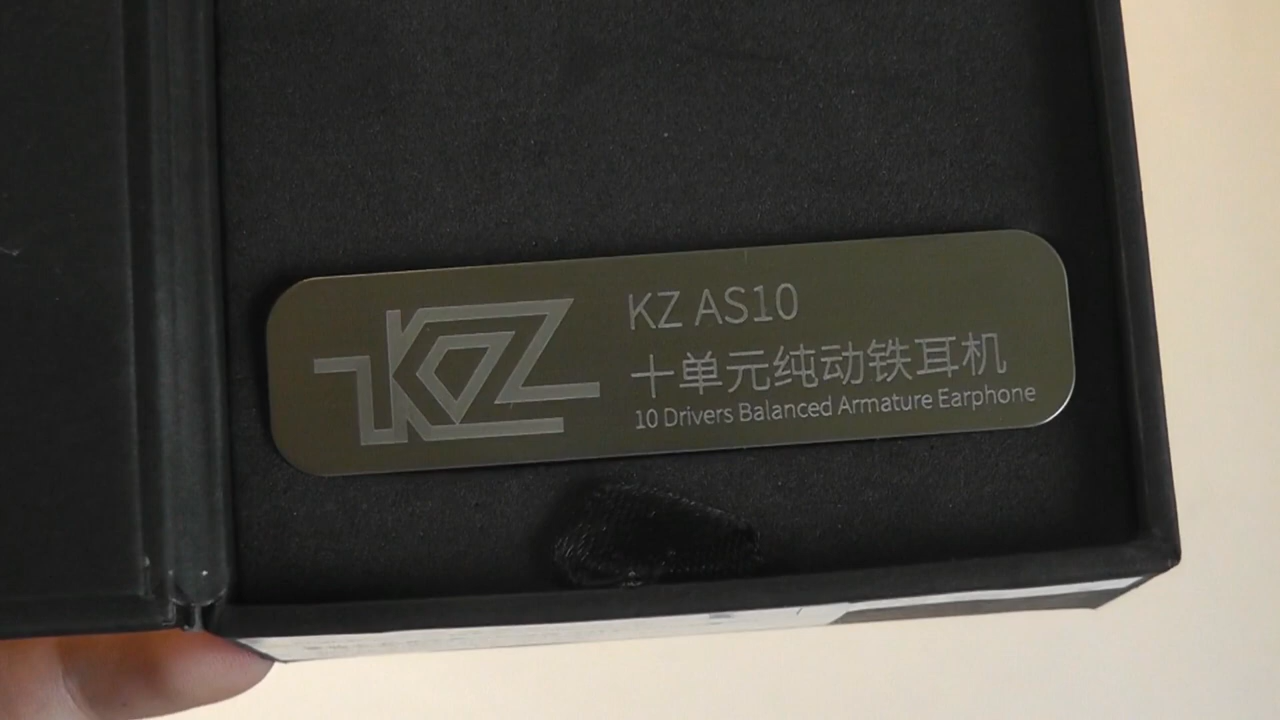 KZ
KZ AS10
十单元纯动铁耳机
10 Drivers Balanced Armature Earphone